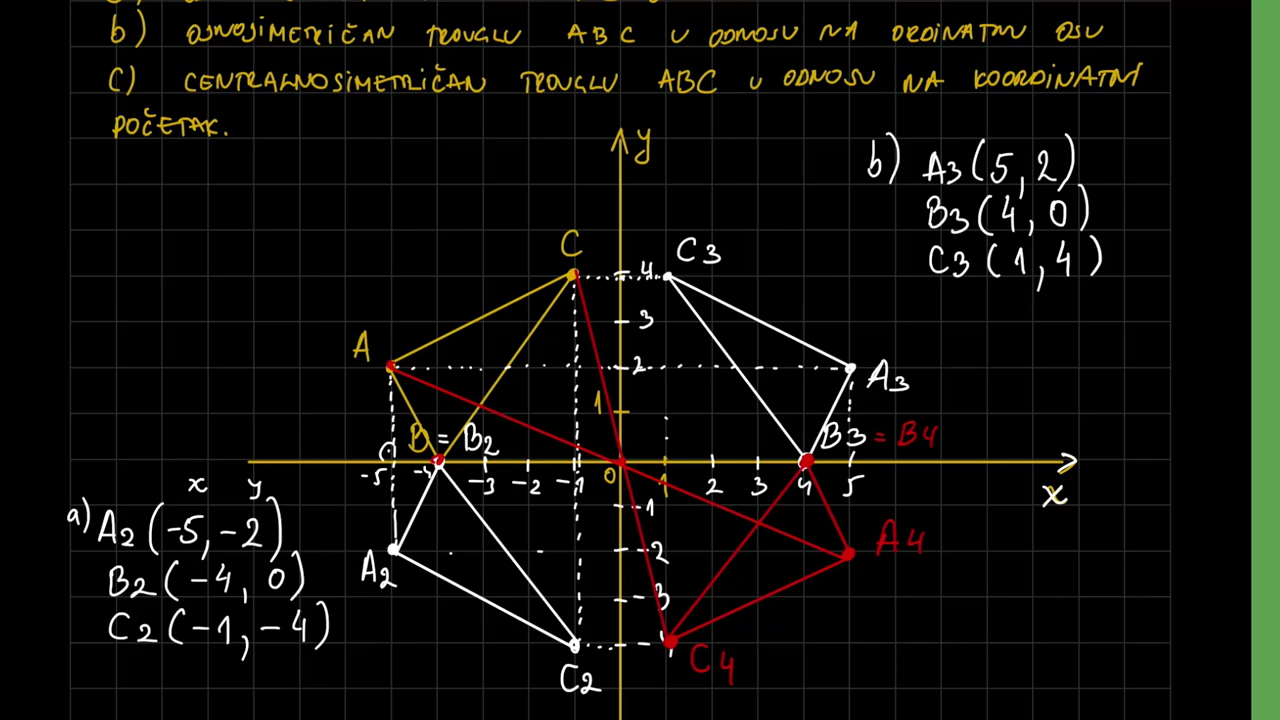 b) OSNOSIMETRIČAN TROUGLU ABC U ODNOSU NA ORDINATNU OSU
C) CENTRALNOSIMETRIČAN TROUGLU ABC U ODNOSU NA KOORDINATNI
POČETAK.
y
b) A3 (5, 2)
B3 (4, 0)
C3 (1, 4)
C
C3
4
3
A
2
A3
1
B = B2
B3 = B4
-5 -4 -3 -2 -1 0 1 2 3 4 5
x
x y
a) A2 (-5, -2)
B2 (-4, 0)
C2 (-1, -4)
-1
A4
-2
A2
-3
C4
C2